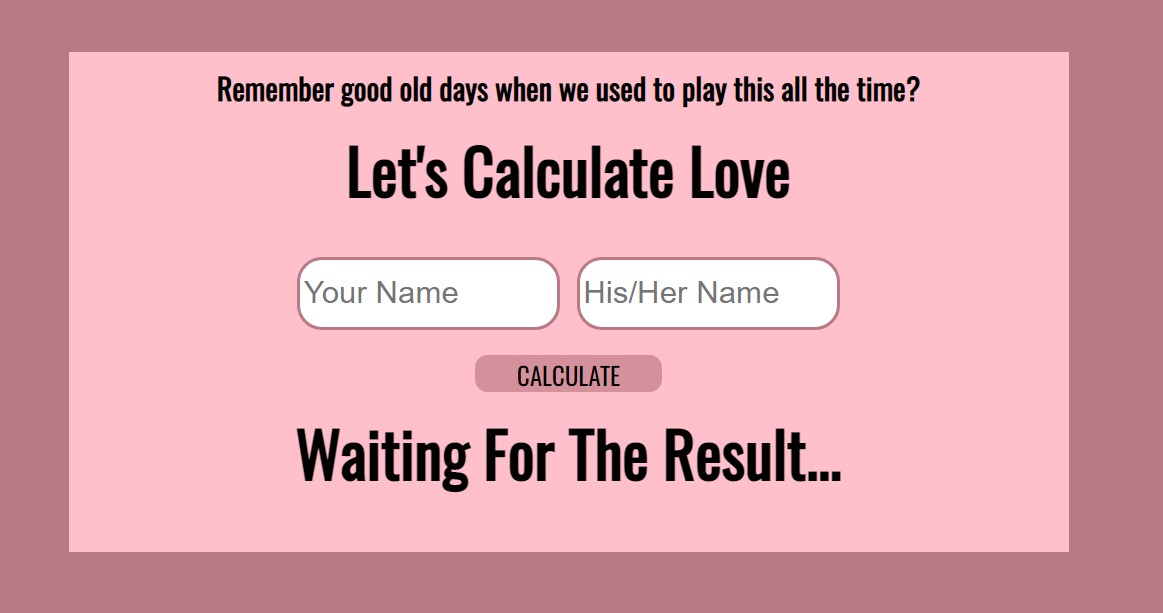 Remember good old days when we used to play this all the time?
Let's Calculate Love
Your Name His/Her Name
CALCULATE
Waiting For The Result...